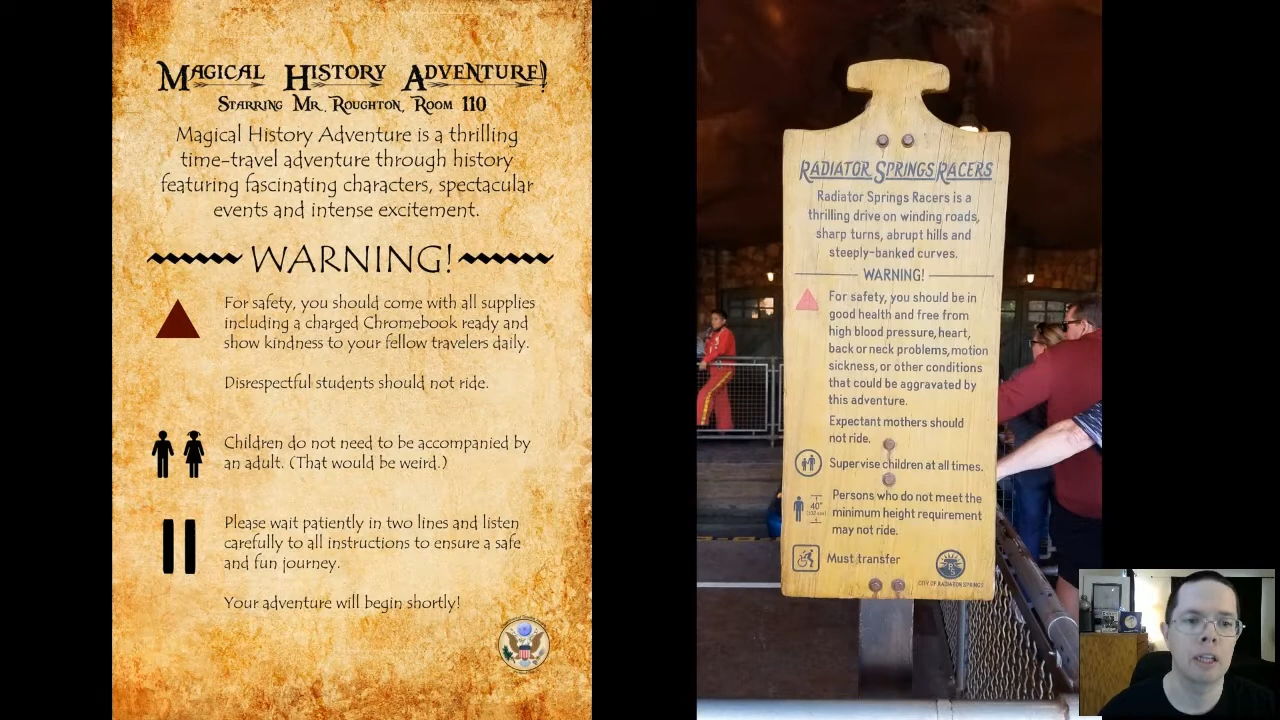 Magical History Adventure!
Starring Mr. Roughton, Room 110
Magical History Adventure is a thrilling
time-travel adventure through history
featuring fascinating characters, spectacular
events and intense excitement.
WARNING!
For safety, you should come with all supplies
including a charged Chromebook ready and
show kindness to your fellow travelers daily.
Disrespectful students should not ride.
Children do not need to be accompanied by
an adult. (That would be weird.)
Please wait patiently in two lines and listen
carefully to all instructions to ensure a safe
and fun journey.
Your adventure will begin shortly!
RADIATOR SPRINGS RACERS
Radiator Springs Racers is a
thrilling drive on winding roads,
sharp turns, abrupt hills and
steeply-banked curves.
WARNING!
For safety, you should be in
good health and free from
high blood pressure, heart,
back or neck problems, motion
sickness, or other conditions
that could be aggravated by
this adventure.
Expectant mothers should
not ride.
Supervise children at all times.
40"
Persons who do not meet the
minimum height requirement
may not ride.
Must transfer
RS
CITY OF RADIATOR SPRINGS